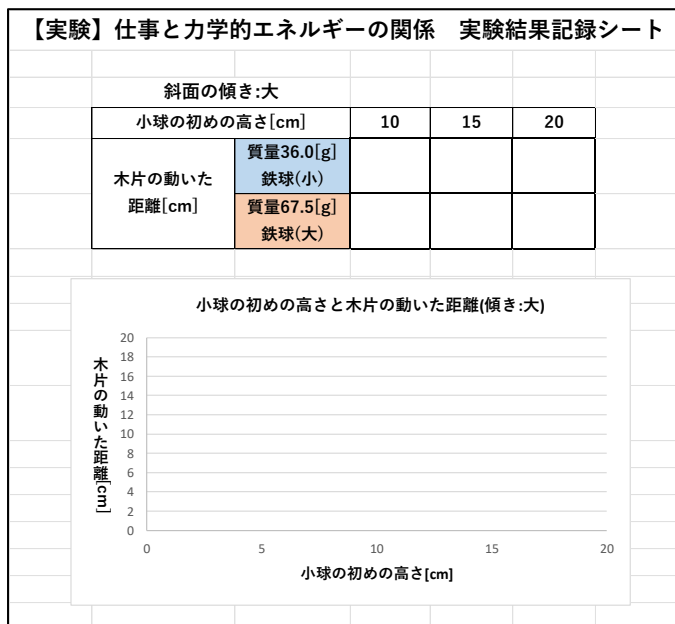 【実験】仕事と力学的エネルギーの関係　実験結果記録シート
斜面の傾き:大
小球の初めの高さ[cm] 10 15 20
木片の動いた
距離[cm]
質量36.0[g]
鉄球(小)
質量67.5[g]
鉄球(大)
小球の初めの高さと木片の動いた距離(傾き:大)
木片の動いた距離[cm]
20
18
16
14
12
10
8
6
4
2
0
0 5 10 15 20
小球の初めの高さ[cm]